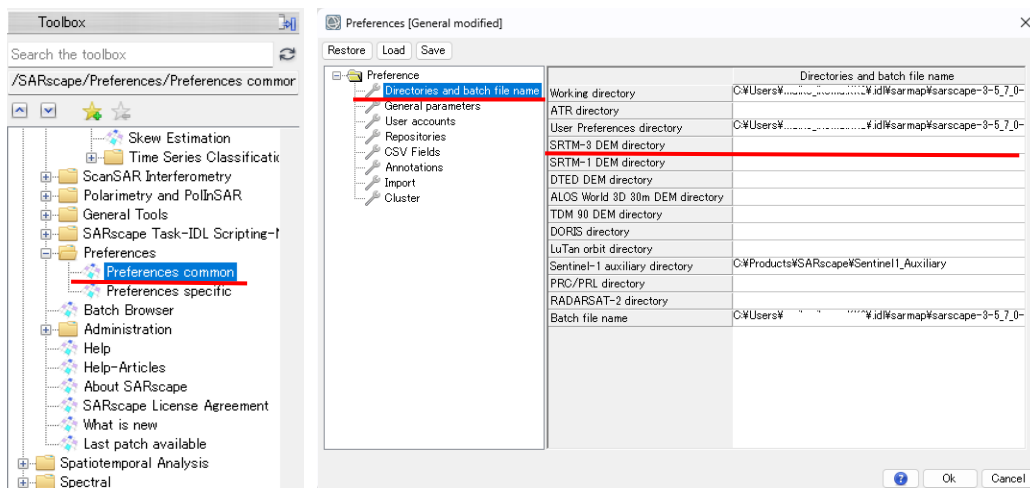 Toolbox
Search the toolbox
/SARscape/Preferences/Preferences commor
Skew Estimation
Time Series Classificatic
ScanSAR Interferometry
Polarimetry and PolInSAR
General Tools
SARscape Task-IDL Scripting-N
Preferences
Preferences common
Preferences specific
Batch Browser
Administration
Help
Help-Articles
About SARscape
SARscape License Agreement
What is new
Last patch available
Spatiotemporal Analysis
Spectral
Preferences [General modified]
Restore Load Save
Preference
Directories and batch file name
General parameters
User accounts
Repositories
CSV Fields
Annotations
Import
Cluster
Directories and batch file name
Working directory C:¥Users¥ ¥.idl¥sarmap¥sarscape-3-5_7_0-
ATR directory
User Preferences directory C:¥Users¥ ¥.idl¥sarmap¥sarscape-3-5_7_0-
SRTM-3 DEM directory
SRTM-1 DEM directory
DTED DEM directory
ALOS World 3D 30m DEM directory
TDM 90 DEM directory
DORIS directory
LuTan orbit directory
Sentinel-1 auxiliary directory C:¥Products¥SARscape¥Sentinel1_Auxiliary
PRC/PRL directory
RADARSAT-2 directory
Batch file name C:¥Users¥ ¥.idl¥sarmap¥sarscape-3-5_7_0-
Ok Cancel